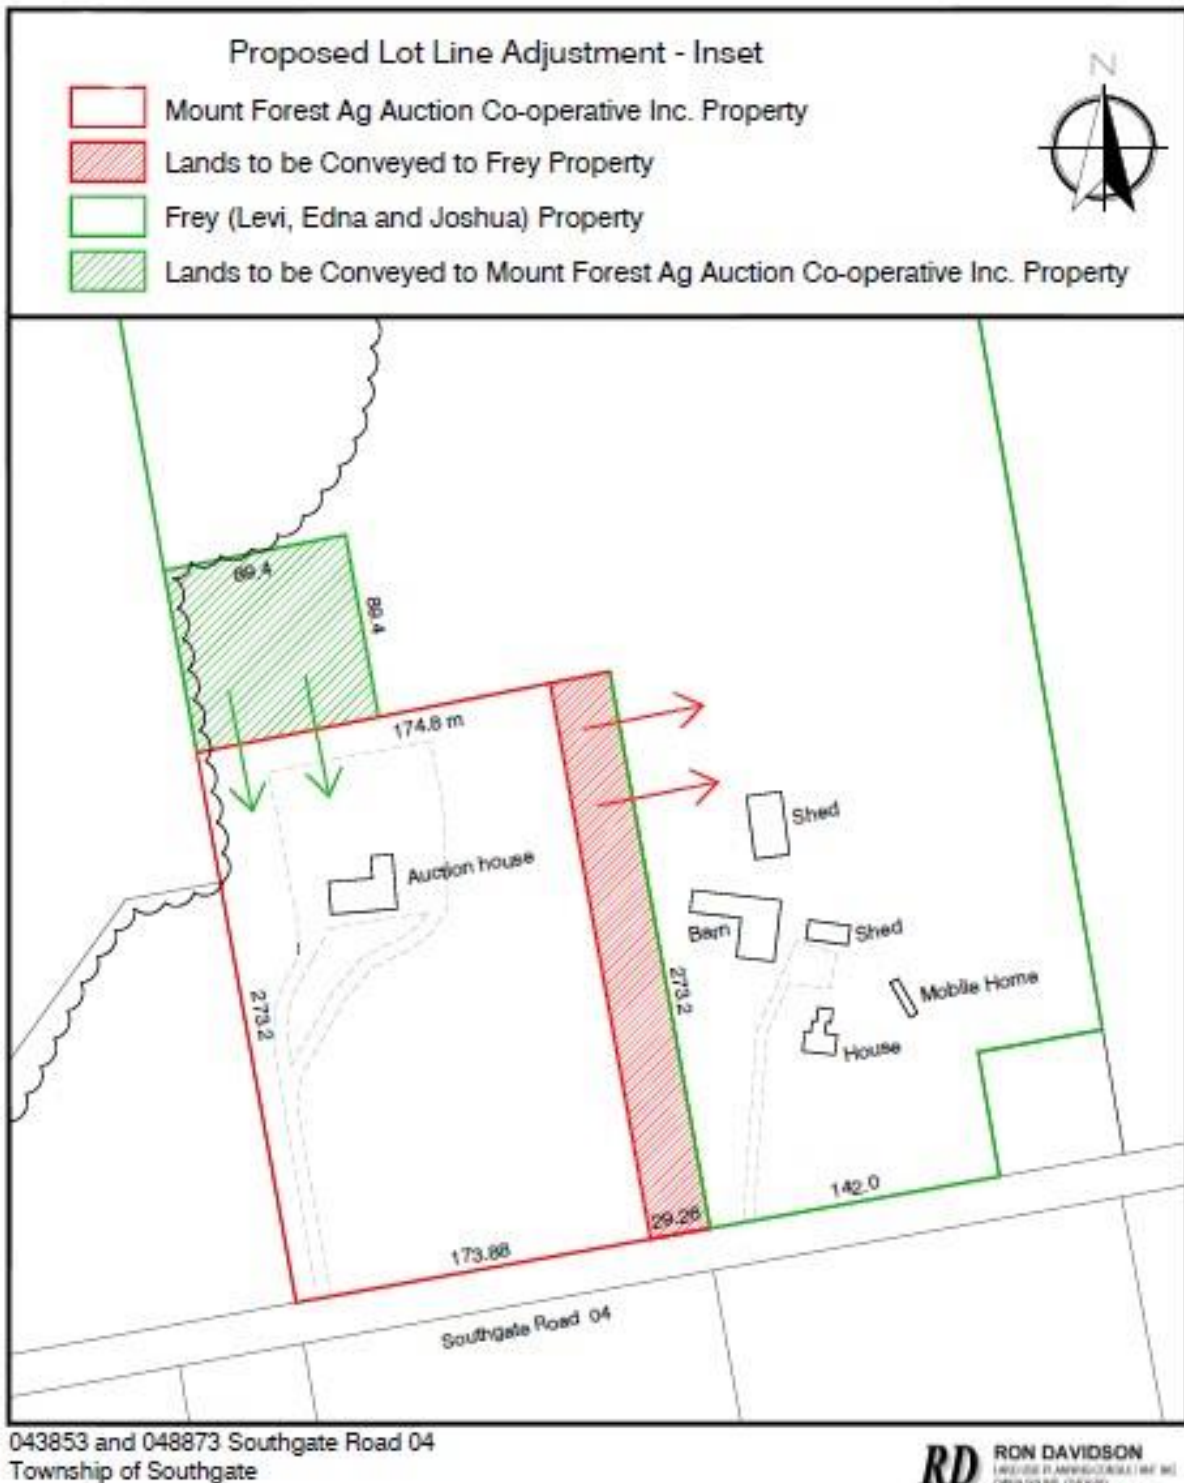 Proposed Lot Line Adjustment - Inset
N
Mount Forest Ag Auction Co-operative Inc. Property
Lands to be Conveyed to Frey Property
Frey (Levi, Edna and Joshua) Property
Lands to be Conveyed to Mount Forest Ag Auction Co-operative Inc. Property
89.4
89.4
174.8 m
Shed
Auction house
Barn
Shed
273.2
273.2
Mobile Home
House
142.0
29.26
173.88
Southgate Road 04
043853 and 048873 Southgate Road 04
Township of Southgate
RD
RON DAVIDSON